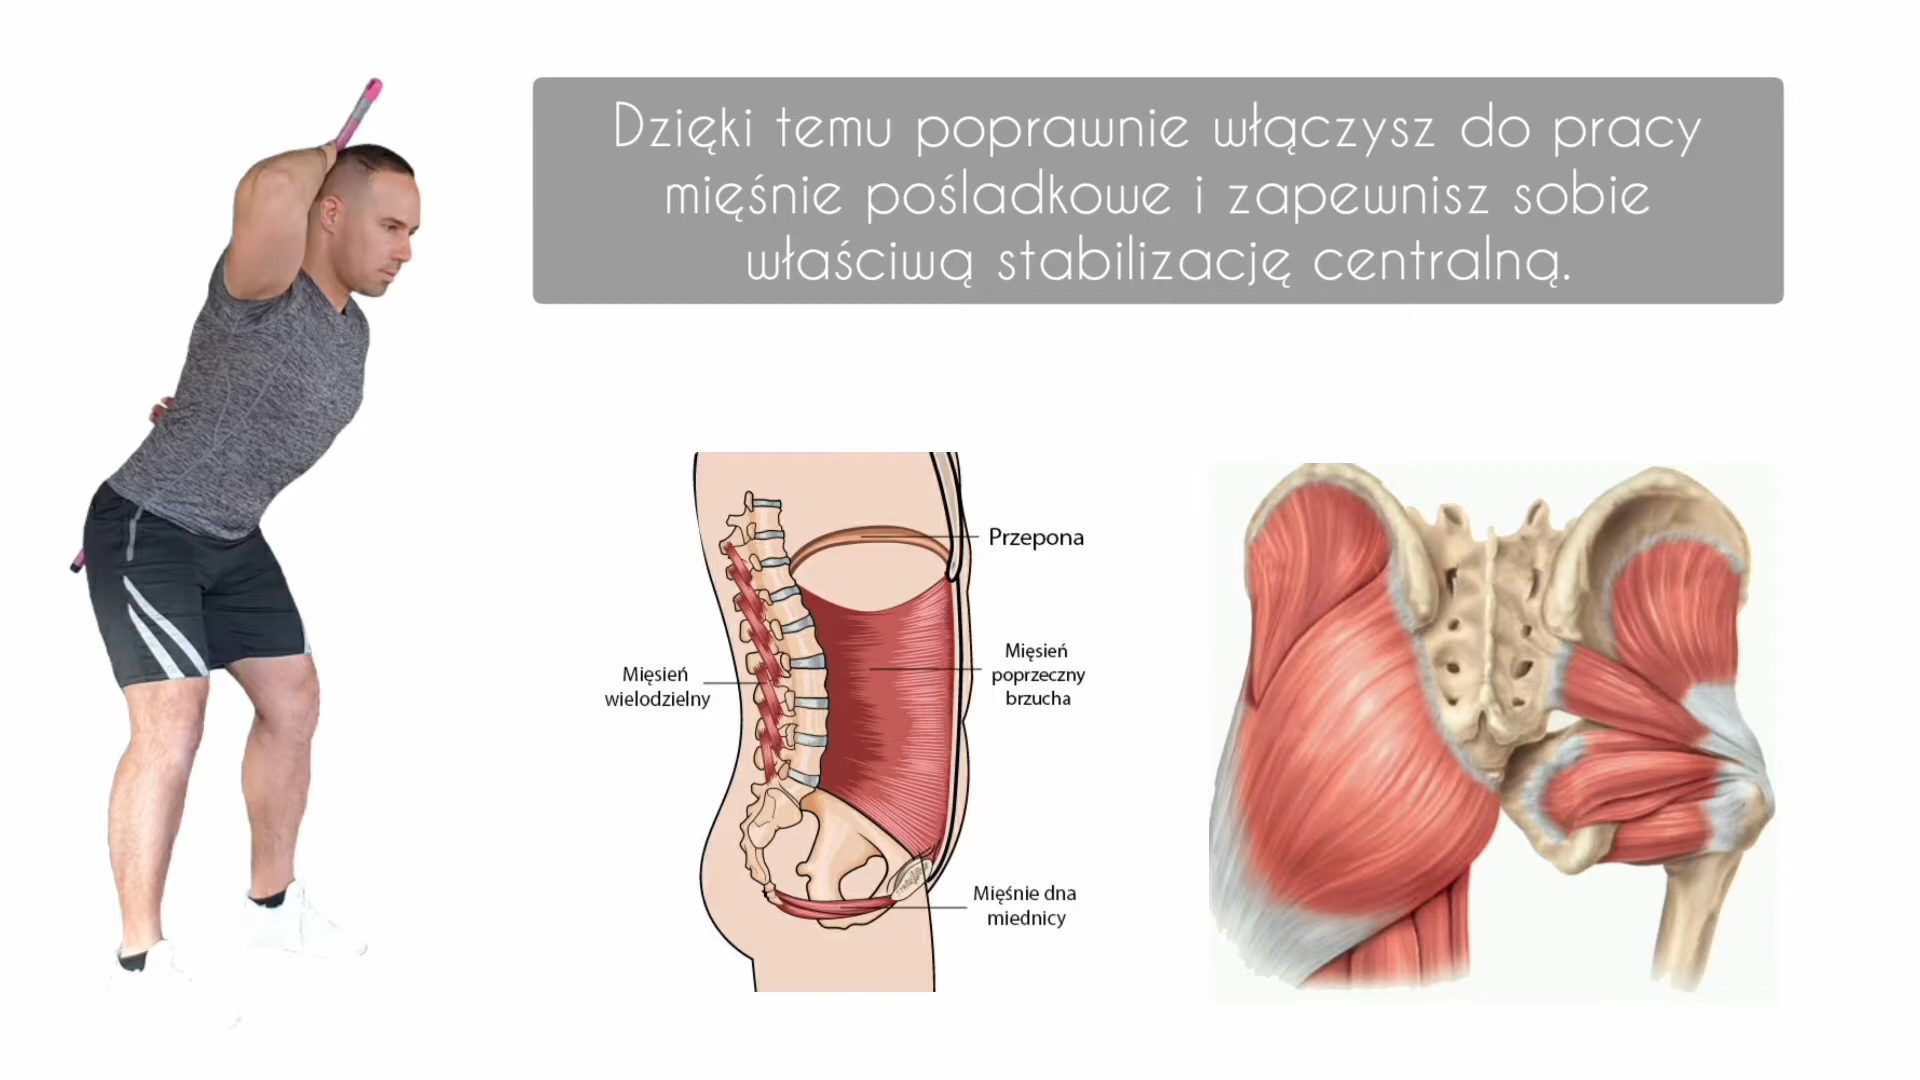 Dzięki temu poprawnie włączysz do pracy
mięśnie pośladkowe i zapewnisz sobie
właściwą stabilizację centralną.
Przepona
Mięsień
poprzeczny
brzucha
Mięsień
wielodzielny
Mięśnie dna
miednicy